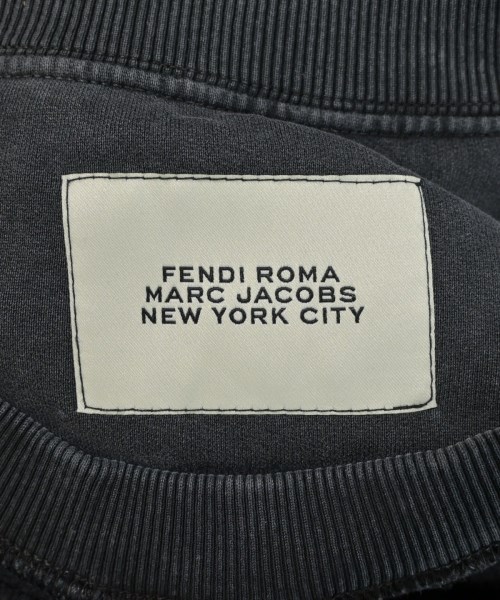 FENDI ROMA
MARC JACOBS
NEW YORK CITY